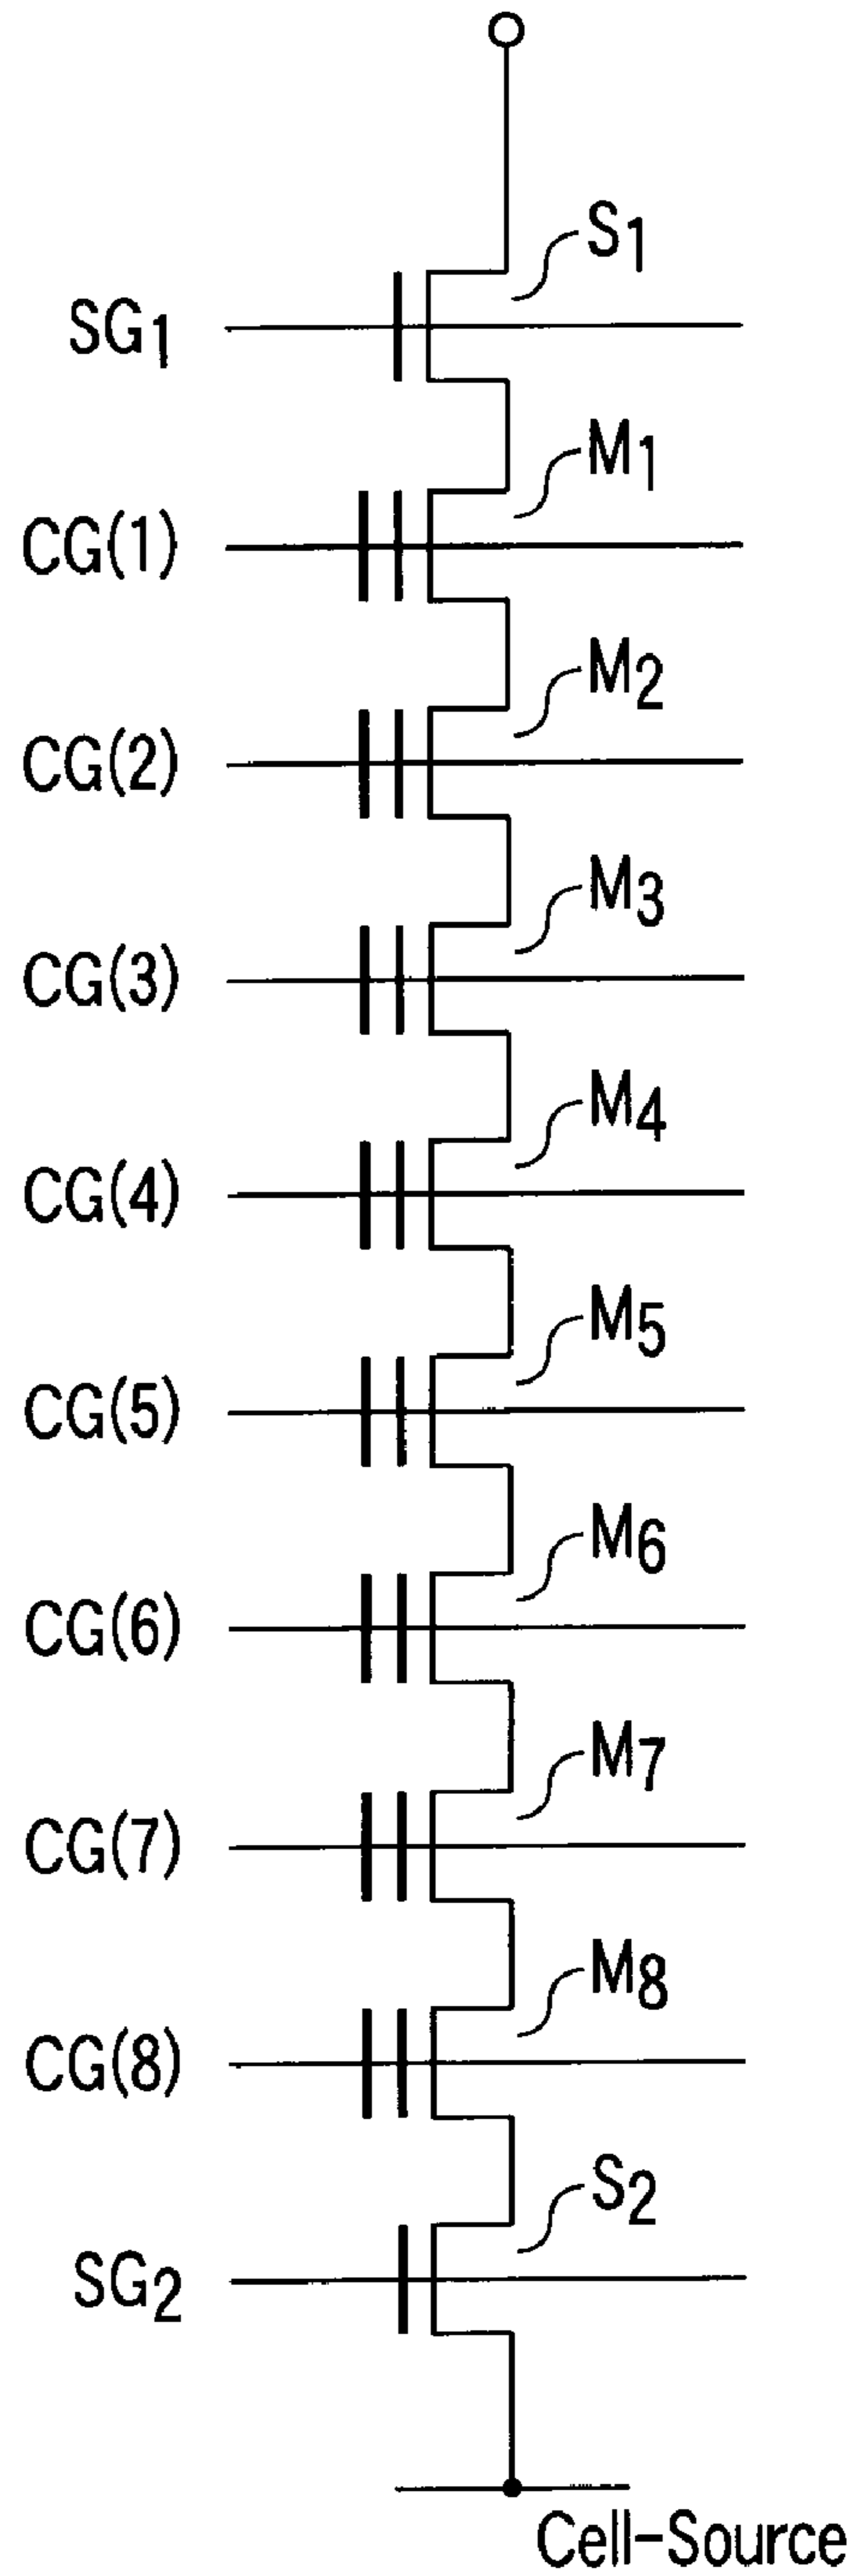 S1
SG1
M1
CG(1)
M2
CG(2)
M3
CG(3)
M4
CG(4)
M5
CG(5)
M6
CG(6)
M7
CG(7)
M8
CG(8)
S2
SG2
Cell-Source